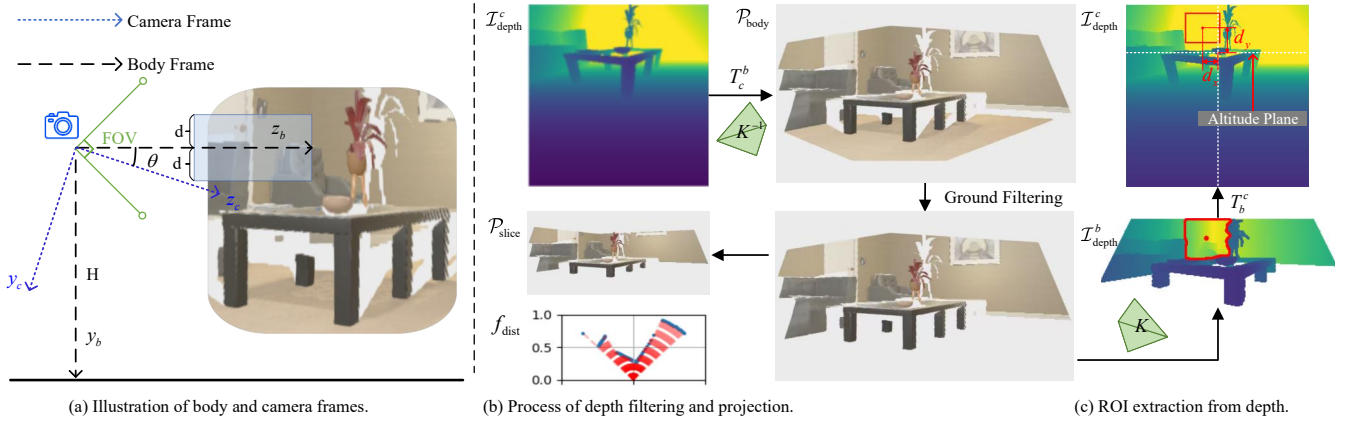 Camera Frame
Body Frame
FOV
d
d
θ
z_b
z_c
y_c
H
y_b
(a) Illustration of body and camera frames.
𝓘^c_depth
T^b_c
K^{-1}
𝓟_body
Ground Filtering
𝓟_slice
f_dist
1.0
0.5
0.0
(b) Process of depth filtering and projection.
𝓘^c_depth
d_y
Altitude Plane
T^c_b
𝓘^b_depth
K
(c) ROI extraction from depth.